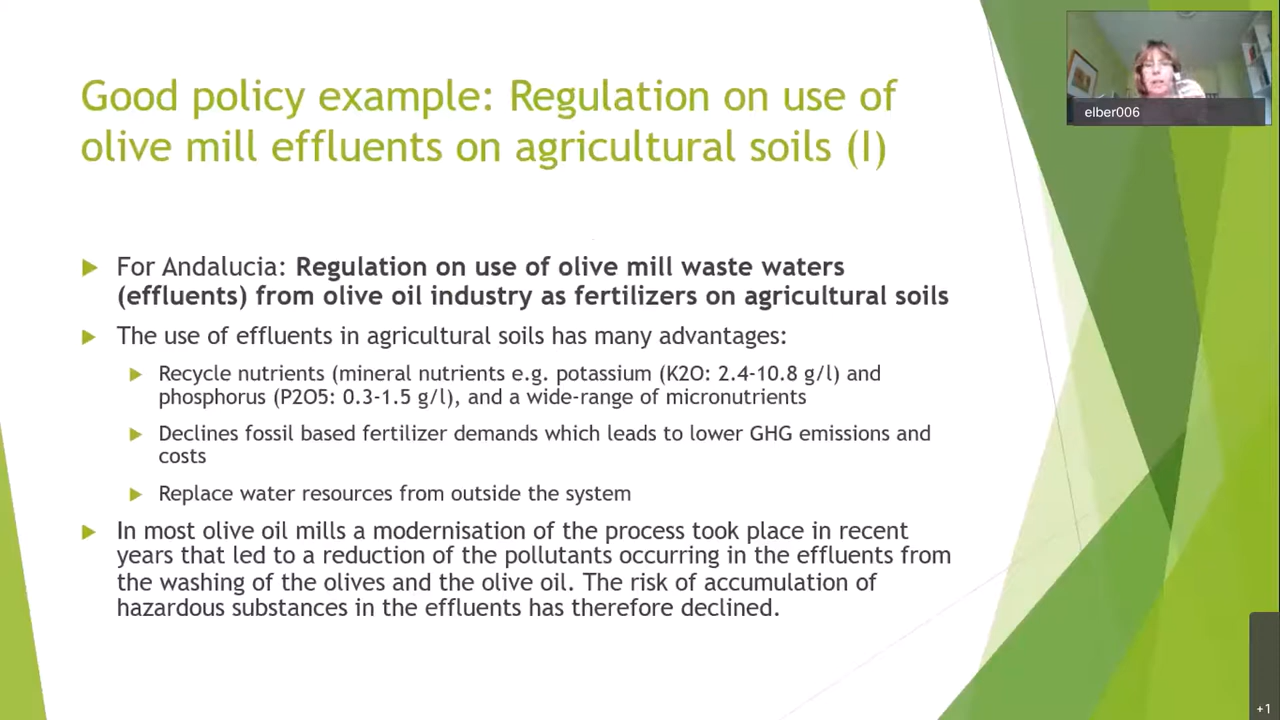 Good policy example: Regulation on use of
olive mill effluents on agricultural soils (I)
elber006
For Andalucia: Regulation on use of olive mill waste waters
(effluents) from olive oil industry as fertilizers on agricultural soils
The use of effluents in agricultural soils has many advantages:
Recycle nutrients (mineral nutrients e.g. potassium (K2O: 2.4-10.8 g/l) and
phosphorus (P2O5: 0.3-1.5 g/l), and a wide-range of micronutrients
Declines fossil based fertilizer demands which leads to lower GHG emissions and
costs
Replace water resources from outside the system
In most olive oil mills a modernisation of the process took place in recent
years that led to a reduction of the pollutants occurring in the effluents from
the washing of the olives and the olive oil. The risk of accumulation of
hazardous substances in the effluents has therefore declined.
+1